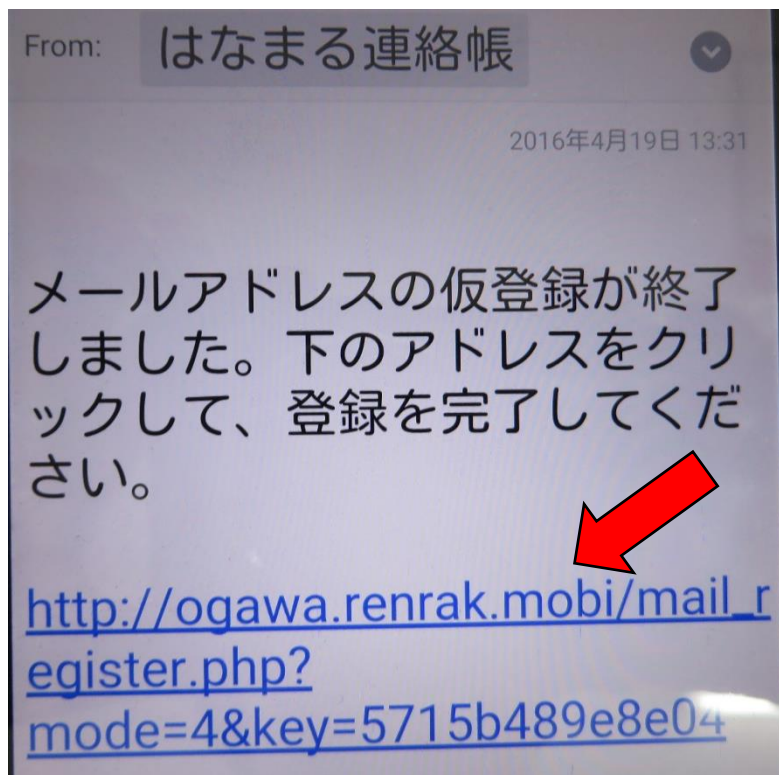 From: はなまる連絡帳
2016年4月19日 13:31
メールアドレスの仮登録が終了
しました。下のアドレスをクリ
ックして、登録を完了してくだ
さい。
http://ogawa.renrak.mobi/mail_r
egister.php?
mode=4&key=5715b489e8e04